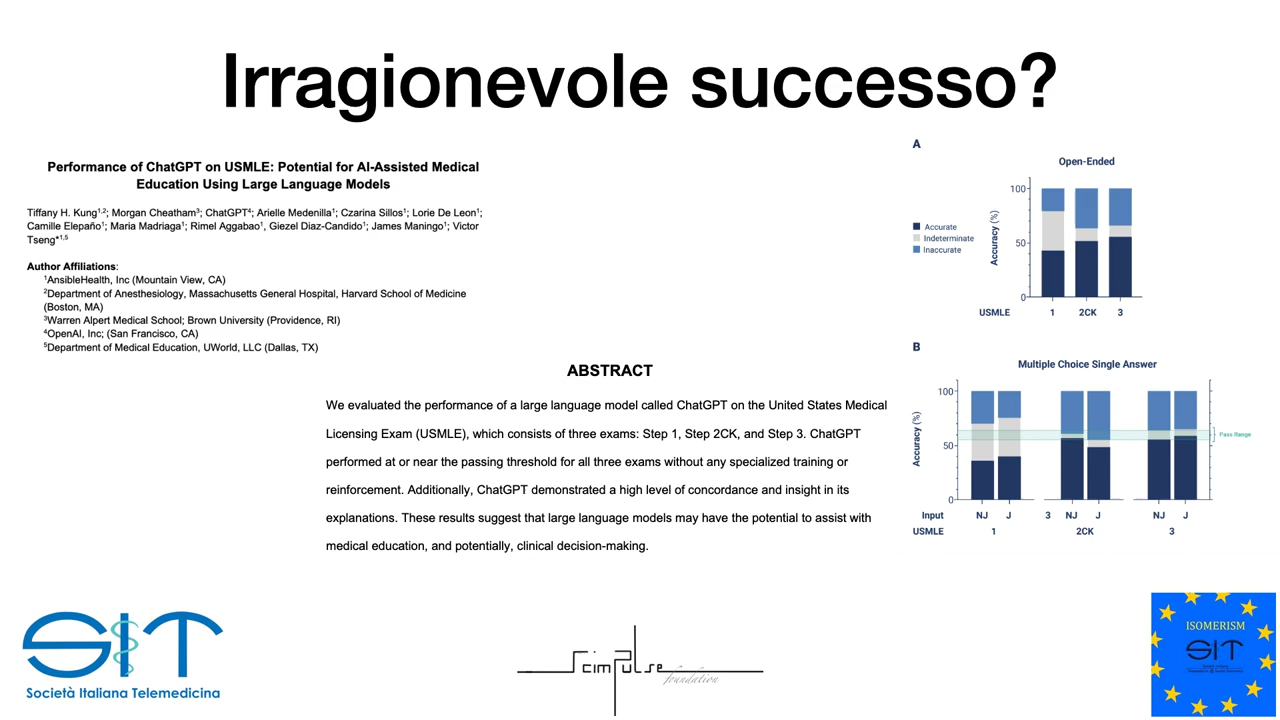 Irragionevole successo?
Performance of ChatGPT on USMLE: Potential for AI-Assisted Medical
Education Using Large Language Models
Tiffany H. Kung1,2; Morgan Cheatham3; ChatGPT4; Arielle Medenilla1; Czarina Sillos1; Lorie De Leon1;
Camille Elepaño1; Maria Madriaga1; Rimel Aggabao1, Giezel Diaz-Candido1; James Maningo1; Victor
Tseng*1,5
Author Affiliations:
1AnsibleHealth, Inc (Mountain View, CA)
2Department of Anesthesiology, Massachusetts General Hospital, Harvard School of Medicine
(Boston, MA)
3Warren Alpert Medical School; Brown University (Providence, RI)
4OpenAI, Inc; (San Francisco, CA)
5Department of Medical Education, UWorld, LLC (Dallas, TX)
ABSTRACT
We evaluated the performance of a large language model called ChatGPT on the United States Medical
Licensing Exam (USMLE), which consists of three exams: Step 1, Step 2CK, and Step 3. ChatGPT
performed at or near the passing threshold for all three exams without any specialized training or
reinforcement. Additionally, ChatGPT demonstrated a high level of concordance and insight in its
explanations. These results suggest that large language models may have the potential to assist with
medical education, and potentially, clinical decision-making.
A
Open-Ended
Accurate
Indeterminate
Inaccurate
Accuracy (%)
100
50
0
USMLE 1 2CK 3
B
Multiple Choice Single Answer
Accuracy (%)
100
50
0
Pass Range
Input NJ J 3 NJ J NJ J
USMLE 1 2CK 3
SIT
Società Italiana Telemedicina
Scimpulse
foundation
ISOMERISM
SIT